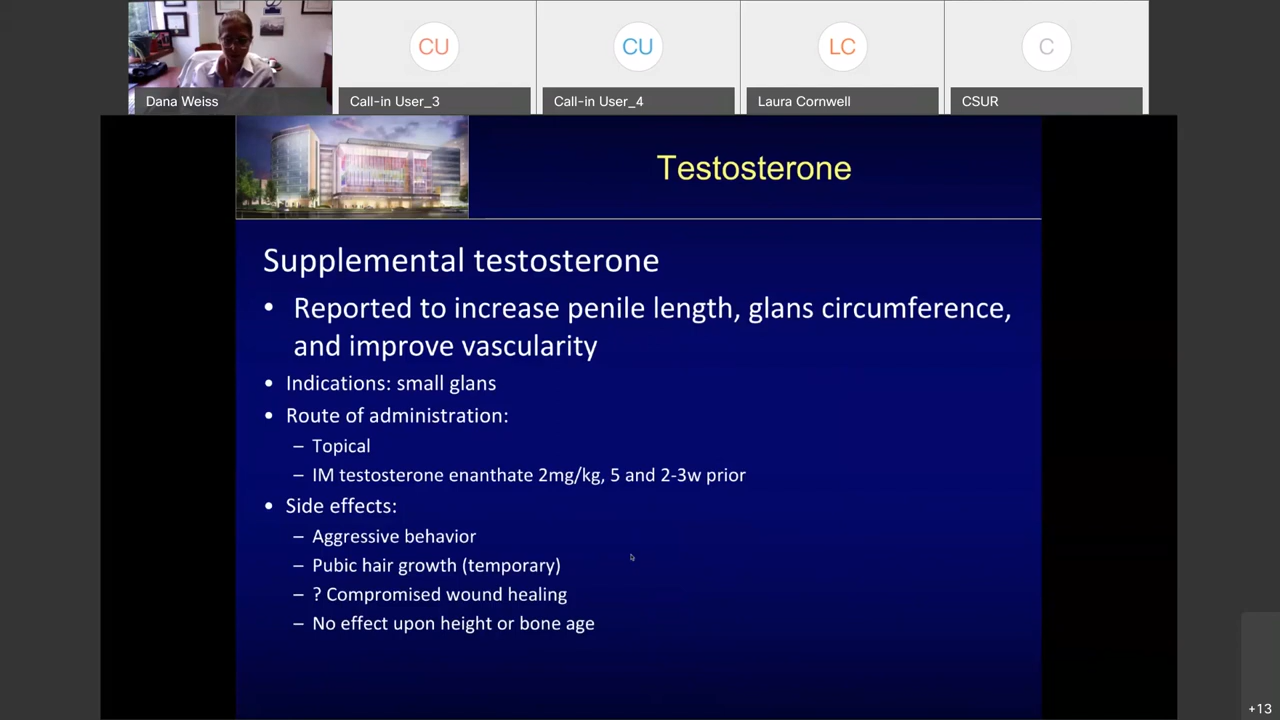 CU
CU
LC
C
Dana Weiss
Call-in User_3
Call-in User_4
Laura Cornwell
CSUR
Testosterone
Supplemental testosterone
• Reported to increase penile length, glans circumference,
and improve vascularity
• Indications: small glans
• Route of administration:
– Topical
– IM testosterone enanthate 2mg/kg, 5 and 2-3w prior
• Side effects:
– Aggressive behavior
– Pubic hair growth (temporary)
– ? Compromised wound healing
– No effect upon height or bone age
+13